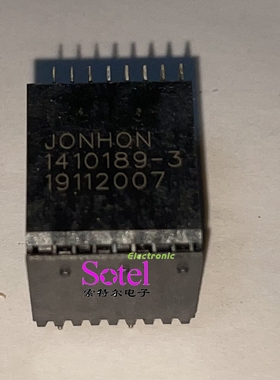 JONHON
1410189-3
19112007
Electronic
Sotel
索特尔电子